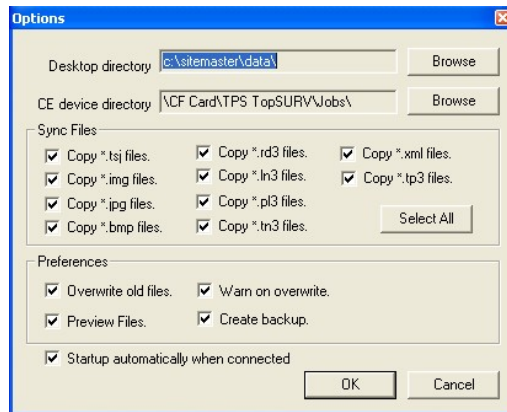 Options
Desktop directory c:\sitemaster\data\ Browse
CE device directory \CF Card\TPS TopSURV\Jobs\ Browse
Sync Files
Copy *.tsj files. Copy *.rd3 files. Copy *.xml files.
Copy *.img files. Copy *.ln3 files. Copy *.tp3 files.
Copy *.jpg files. Copy *.pl3 files.
Copy *.bmp files. Copy *.tn3 files. Select All
Preferences
Overwrite old files. Warn on overwrite.
Preview Files. Create backup.
Startup automatically when connected
OK Cancel